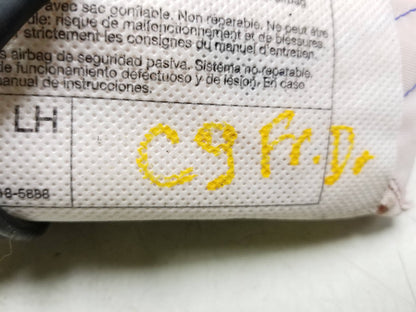 avec sac gonflable. Non reparable. Ne peut être
risque de malfonctionnement et de blessures
strictement les consignes du manuel d'entretien.
airbag de seguridad pasiva. Sistema no reparable.
de funcionamiento defectuoso y de lesión. En caso
manual de instrucciones.
LH
C9 Fr. Dr